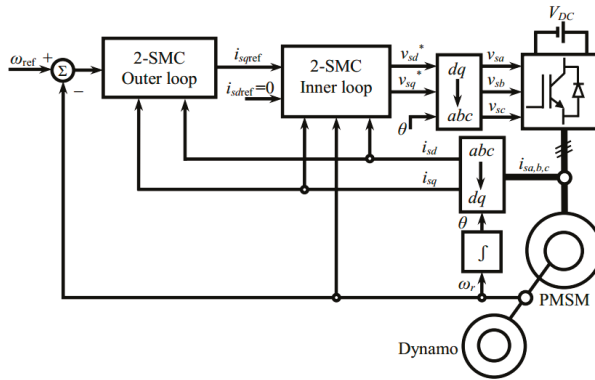 V_DC
ω_ref
+
Σ
−
2-SMC
Outer loop
i_sqref
i_sdref=0
2-SMC
Inner loop
v_sd*
v_sq*
θ
dq
abc
v_sa
v_sb
v_sc
i_sd
i_sq
abc
dq
i_sa,b,c
θ
∫
ω_r
PMSM
Dynamo